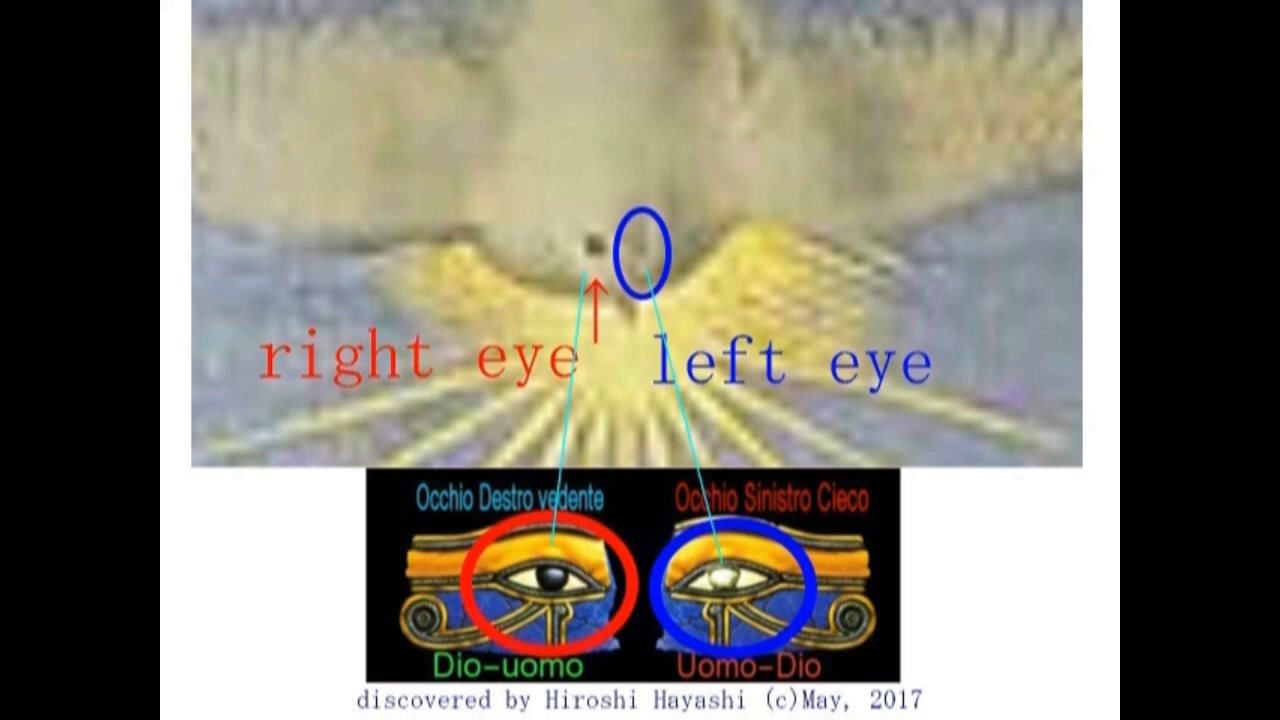 right eye
left eye
Occhio Destro vedente
Occhio Sinistro Cieco
Dio-uomo
Uomo-Dio
discovered by Hiroshi Hayashi (c)May, 2017